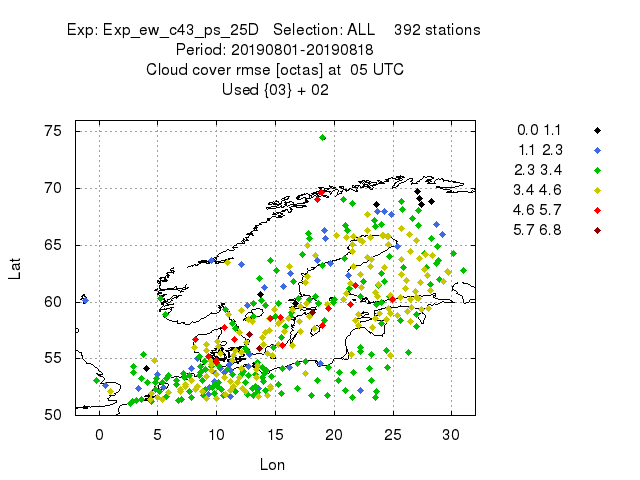 Exp: Exp_ew_c43_ps_25D   Selection: ALL    392 stations
Period: 20190801-20190818
Cloud cover rmse [octas] at  05 UTC
Used {03} + 02
0.0 1.1
1.1 2.3
2.3 3.4
3.4 4.6
4.6 5.7
5.7 6.8
Lat
75
70
65
60
55
50
0 5 10 15 20 25 30
Lon